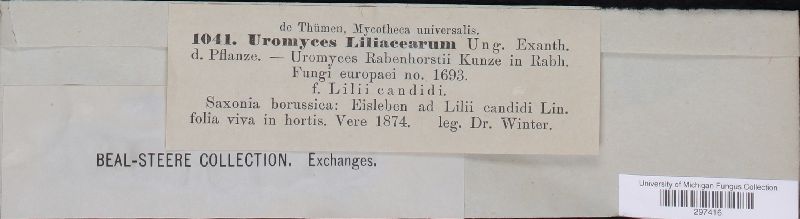 de Thümen, Mycotheca universalis.
1041. Uromyces Liliacearum Ung. Exanth.
d. Pflanze. — Uromyces Rabenhorstii Kunze in Rabh.
Fungi europaei no. 1693.
f. Lilii candidi.
Saxonia borussica: Eisleben ad Lilii candidi Lin.
folia viva in hortis. Vere 1874. leg. Dr. Winter.
BEAL-STEERE COLLECTION. Exchanges.
University of Michigan Fungus Collection
297416